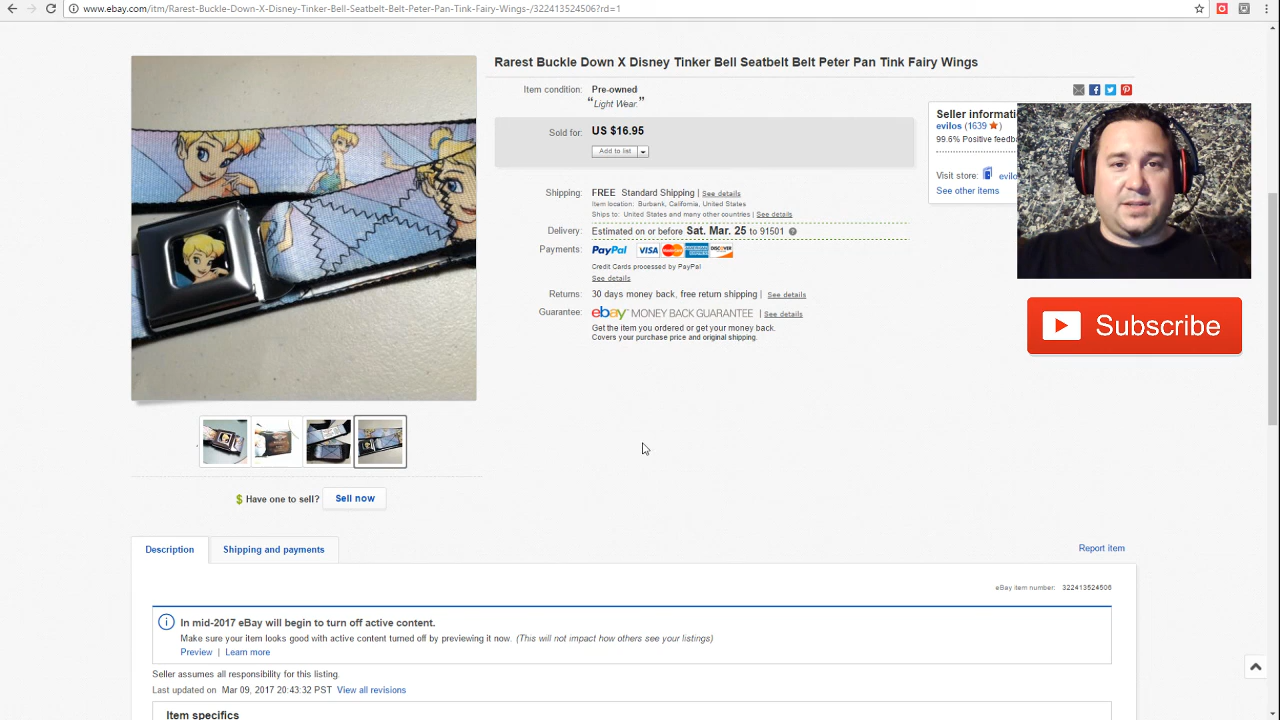 www.ebay.com/itm/Rarest-Buckle-Down-X-Disney-Tinker-Bell-Seatbelt-Belt-Peter-Pan-Tink-Fairy-Wings-/322413524506?rd=1
Rarest Buckle Down X Disney Tinker Bell Seatbelt Belt Peter Pan Tink Fairy Wings
Item condition: Pre-owned
“Light Wear.”
Sold for: US $16.95
Add to list
Shipping: FREE Standard Shipping | See details
Item location: Burbank, California, United States
Ships to: United States and many other countries | See details
Delivery: Estimated on or before Sat. Mar. 25 to 91501
Payments: PayPal VISA MasterCard AMERICAN EXPRESS DISCOVER
Credit Cards processed by PayPal
See details
Returns: 30 days money back, free return shipping | See details
Guarantee: ebay MONEY BACK GUARANTEE | See details
Get the item you ordered or get your money back.
Covers your purchase price and original shipping.
Seller informati
evilos (1639)
99.6% Positive feedb
Visit store: evilo
See other items
Subscribe
$ Have one to sell? Sell now
Description
Shipping and payments
Report item
eBay item number: 322413524506
In mid-2017 eBay will begin to turn off active content.
Make sure your item looks good with active content turned off by previewing it now. (This will not impact how others see your listings)
Preview | Learn more
Seller assumes all responsibility for this listing.
Last updated on Mar 09, 2017 20:43:32 PST View all revisions
Item specifics